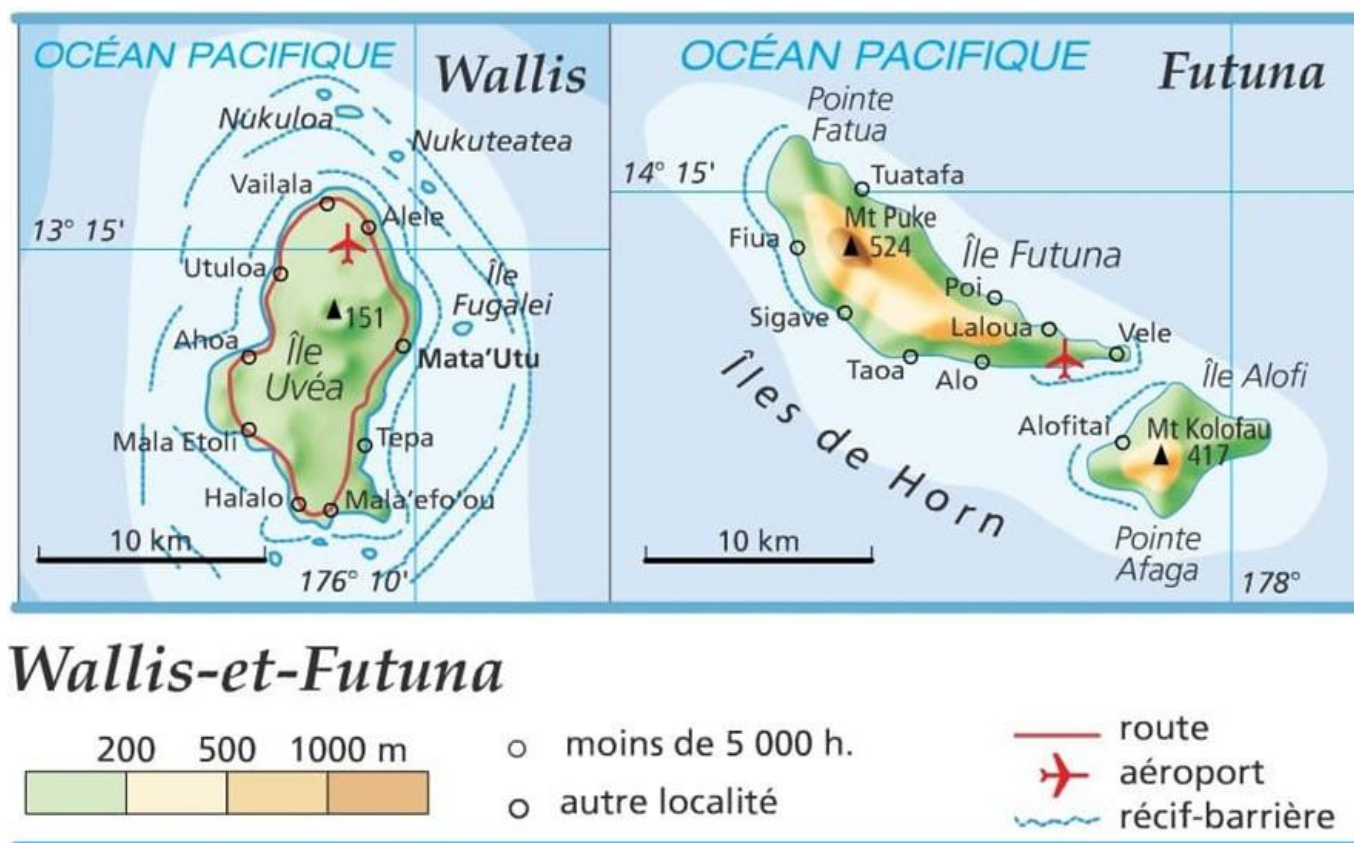 OCÉAN PACIFIQUE
Wallis
Nukuloa
Nukuteatea
Vailala
Alele
13° 15'
Utuloa
Île
Fugalei
151
Ahoa
Île
Uvéa
Mata'Utu
Mala Etoli
Tepa
Halalo
Mala'efo'ou
10 km
176° 10'
OCÉAN PACIFIQUE
Futuna
Pointe
Fatua
14° 15'
Tuatafa
Mt Puke
524
Fiua
Île Futuna
Poi
Sigave
Laloua
Vele
Taoa
Alo
Île Alofi
Îles de Horn
Alofitai
Mt Kolofau
417
10 km
Pointe
Afaga
178°
Wallis-et-Futuna
200 500 1000 m
moins de 5 000 h.
autre localité
route
aéroport
récif-barrière